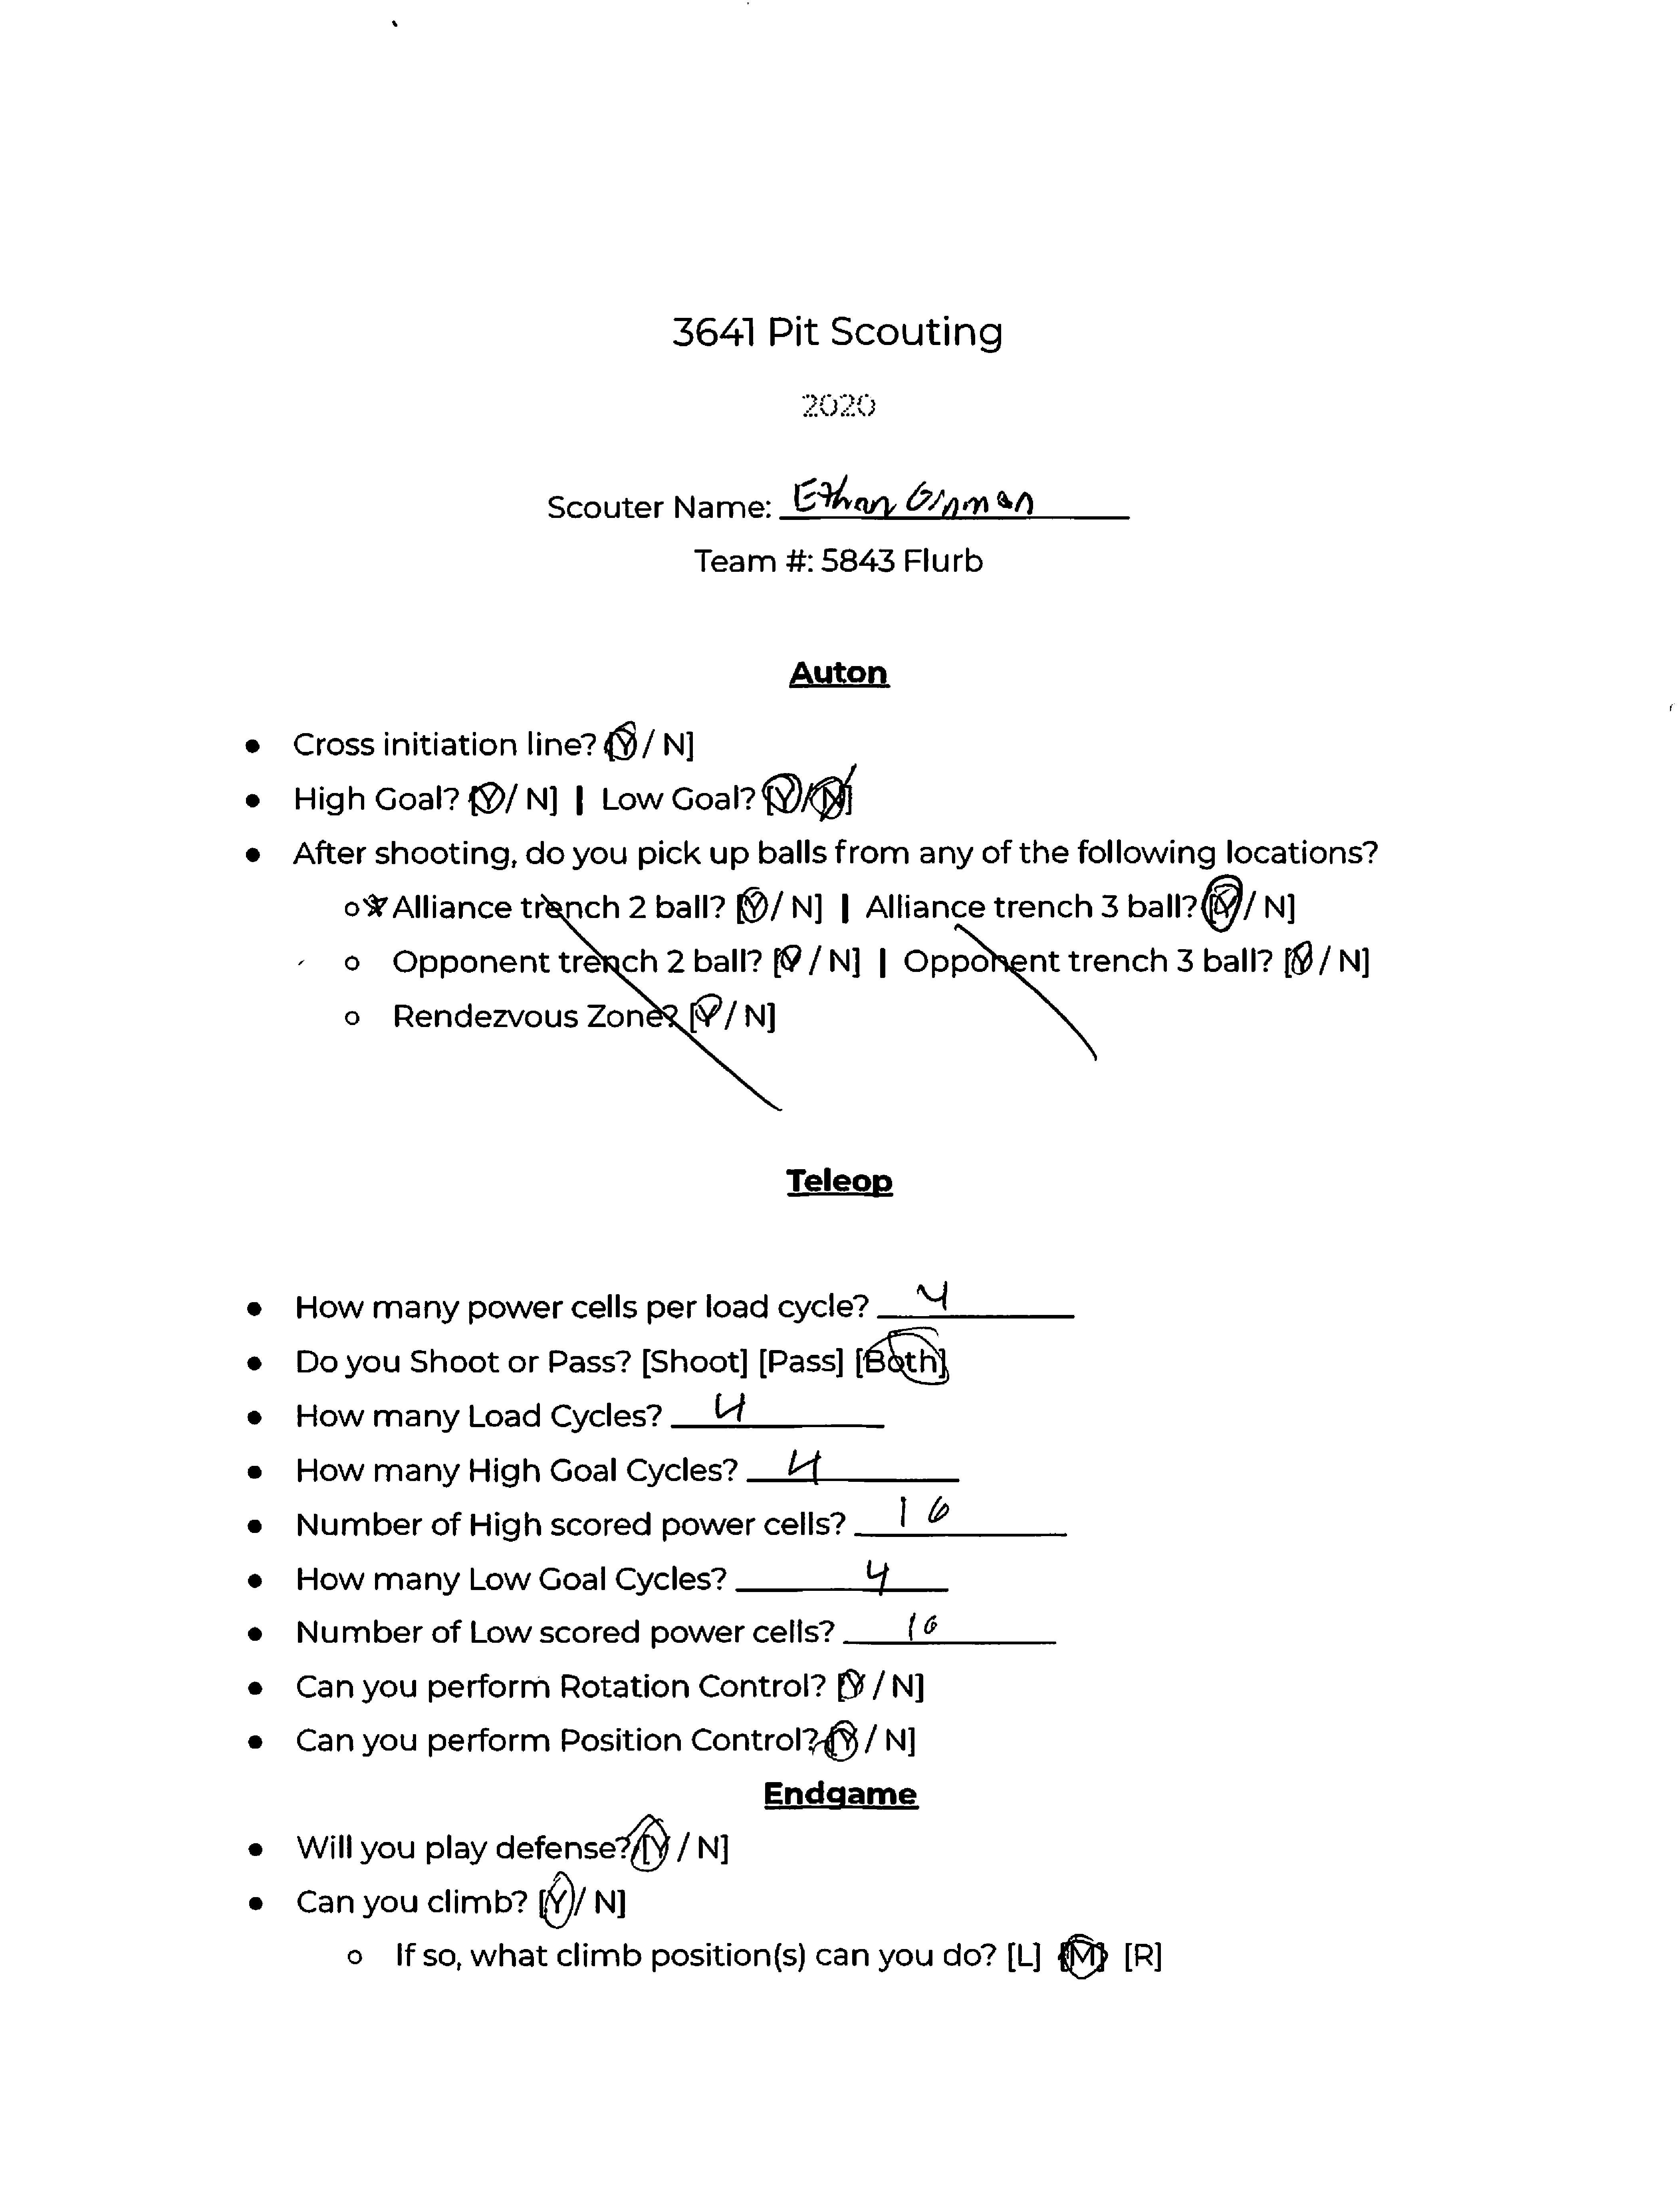 3641 Pit Scouting
2020
Scouter Name: Ethan
Team #: 5843 Flurb
Auton
• Cross initiation line? [Y / N]
• High Goal? [Y / N] | Low Goal? [Y / N]
• After shooting, do you pick up balls from any of the following locations?
o Alliance trench 2 ball? [Y / N] | Alliance trench 3 ball? [Y / N]
o Opponent trench 2 ball? [Y / N] | Opponent trench 3 ball? [Y / N]
o Rendezvous Zone? [Y / N]
Teleop
• How many power cells per load cycle? 4
• Do you Shoot or Pass? [Shoot] [Pass] [Both]
• How many Load Cycles? 4
• How many High Goal Cycles? 4
• Number of High scored power cells? 16
• How many Low Goal Cycles? 4
• Number of Low scored power cells? 16
• Can you perform Rotation Control? [Y / N]
• Can you perform Position Control? [Y / N]
Endgame
• Will you play defense? [Y / N]
• Can you climb? [Y / N]
o If so, what climb position(s) can you do? [L] [M] [R]